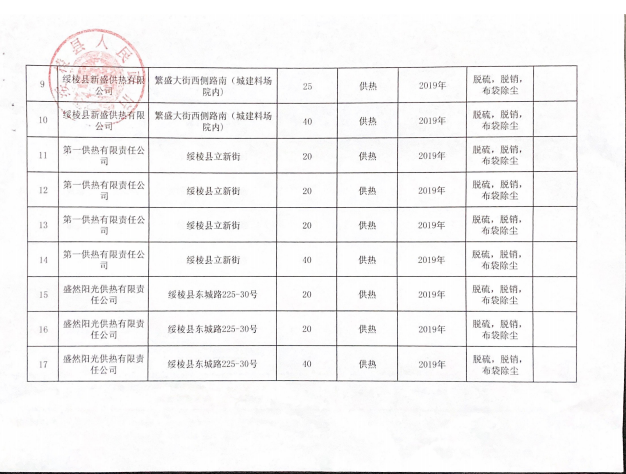 县人民
9
绥棱县新盛供热有限
公司
繁盛大街西侧路南（城建料场
院内）
25
供热
2019年
脱硫，脱销，
布袋除尘
10
绥棱县新盛供热有限
公司
繁盛大街西侧路南（城建料场
院内）
40
供热
2019年
脱硫，脱销，
布袋除尘
11
第一供热有限责任公
司
绥棱县立新街
20
供热
2019年
脱硫，脱销，
布袋除尘
12
第一供热有限责任公
司
绥棱县立新街
20
供热
2019年
脱硫，脱销，
布袋除尘
13
第一供热有限责任公
司
绥棱县立新街
20
供热
2019年
脱硫，脱销，
布袋除尘
14
第一供热有限责任公
司
绥棱县立新街
40
供热
2019年
脱硫，脱销，
布袋除尘
15
盛然阳光供热有限责
任公司
绥棱县东城路225-30号
20
供热
2019年
脱硫，脱销，
布袋除尘
16
盛然阳光供热有限责
任公司
绥棱县东城路225-30号
20
供热
2019年
脱硫，脱销，
布袋除尘
17
盛然阳光供热有限责
任公司
绥棱县东城路225-30号
40
供热
2019年
脱硫，脱销，
布袋除尘